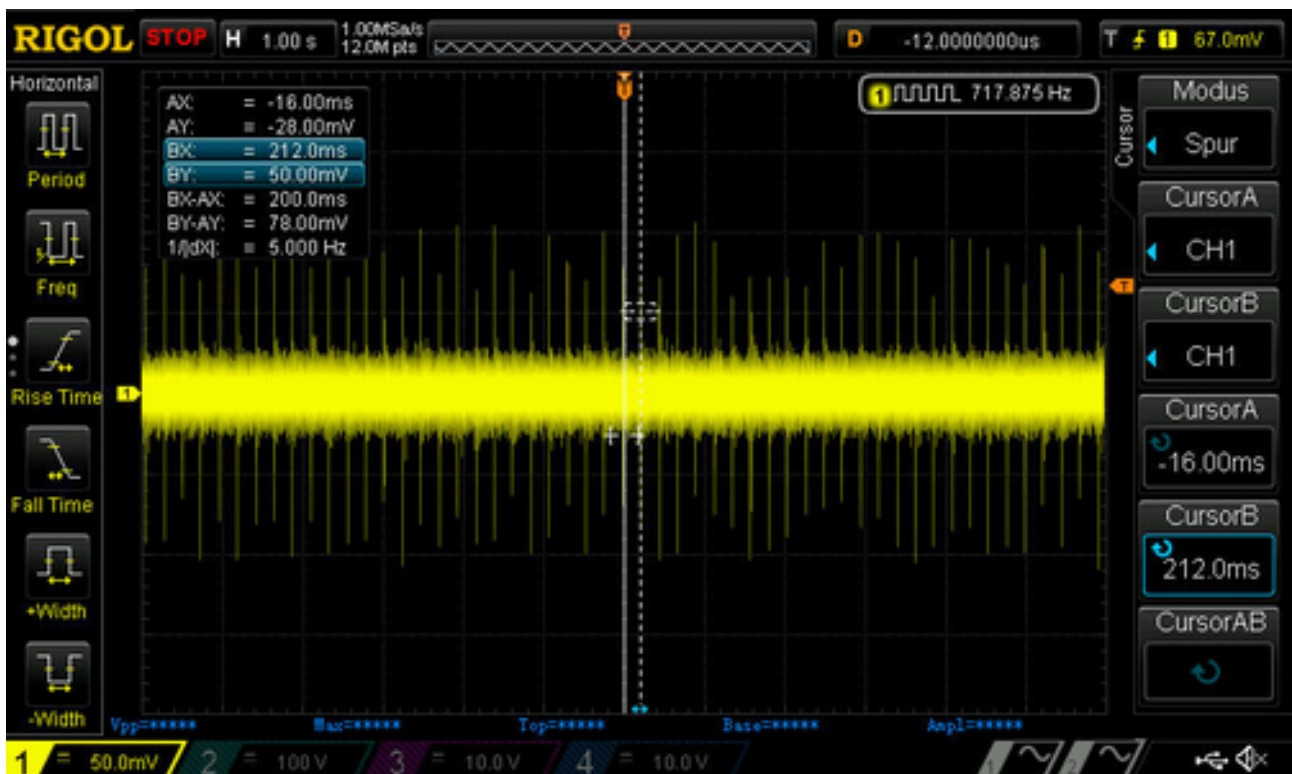 RIGOL STOP H 1.00 s 1.00MSa/s 12.0M pts D -12.0000000us T 1 67.0mV
T
Horizontal
Period
Freq
Rise Time
Fall Time
+Width
-Width
AX: = -16.00ms
AY: = -28.00mV
BX: = 212.0ms
BY: = 50.00mV
BX-AX: = 200.0ms
BY-AY: = 78.00mV
1/|dX|: = 5.000 Hz
T
1 717.875 Hz
1
T
Cursor
Modus
Spur
CursorA
CH1
CursorB
CH1
CursorA
-16.00ms
CursorB
212.0ms
CursorAB
Vpp=***** Max=***** Top=***** Base=***** Ampl=*****
1 = 50.0mV 2 = 100 V 3 = 10.0 V 4 = 10.0 V